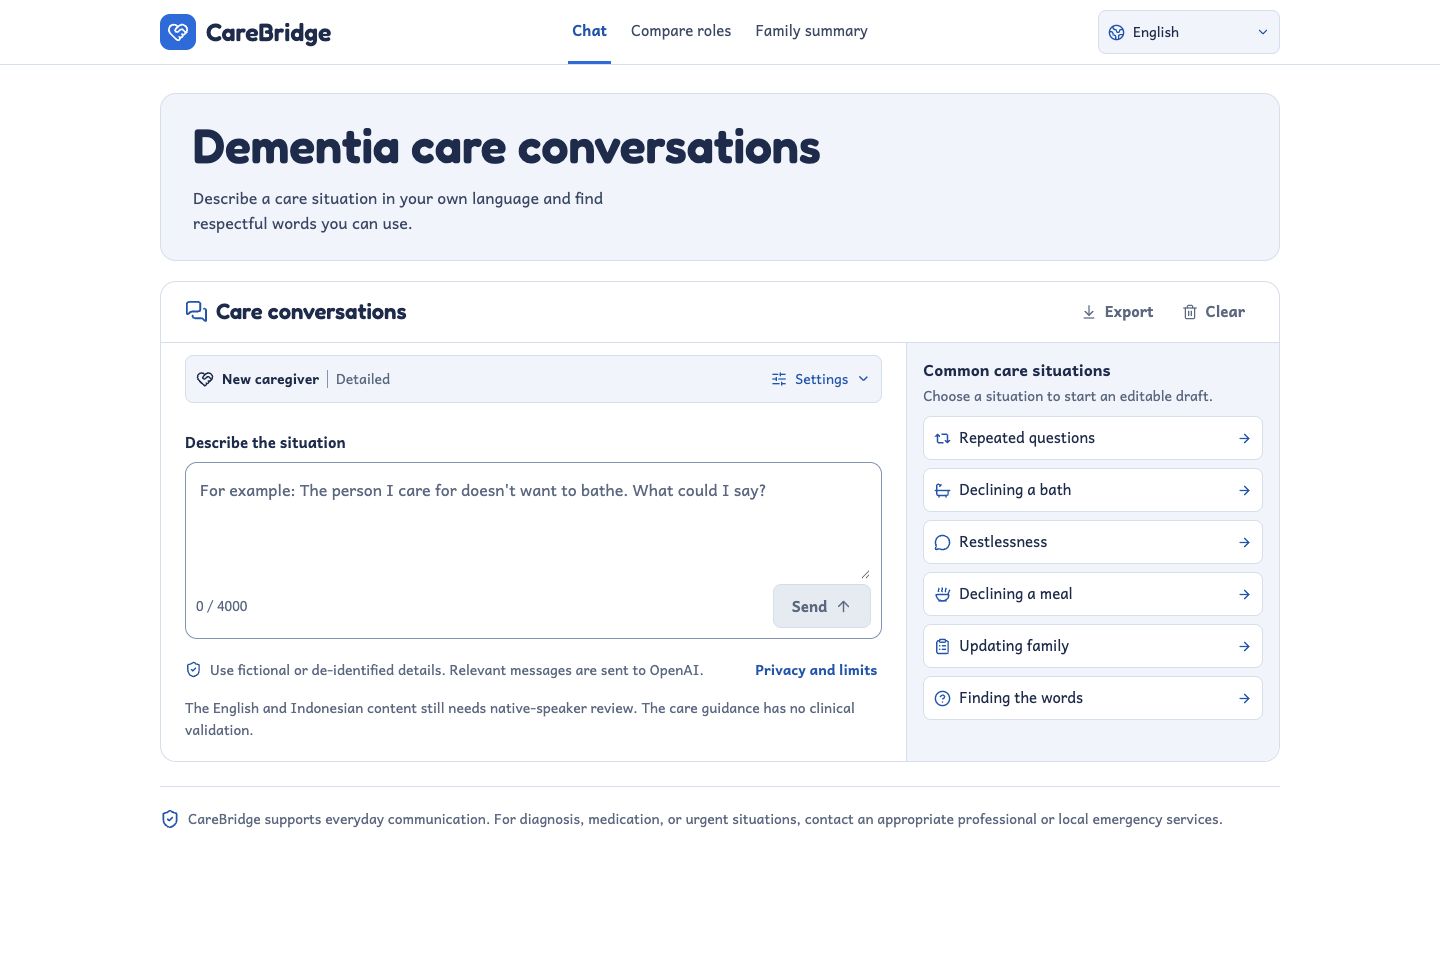 CareBridge
Chat
Compare roles
Family summary
English
Dementia care conversations
Describe a care situation in your own language and find
respectful words you can use.
Care conversations
Export
Clear
New caregiver
Detailed
Settings
Describe the situation
For example: The person I care for doesn't want to bathe. What could I say?
0 / 4000
Send
Use fictional or de-identified details. Relevant messages are sent to OpenAI.
Privacy and limits
The English and Indonesian content still needs native-speaker review. The care guidance has no clinical
validation.
Common care situations
Choose a situation to start an editable draft.
Repeated questions
Declining a bath
Restlessness
Declining a meal
Updating family
Finding the words
CareBridge supports everyday communication. For diagnosis, medication, or urgent situations, contact an appropriate professional or local emergency services.